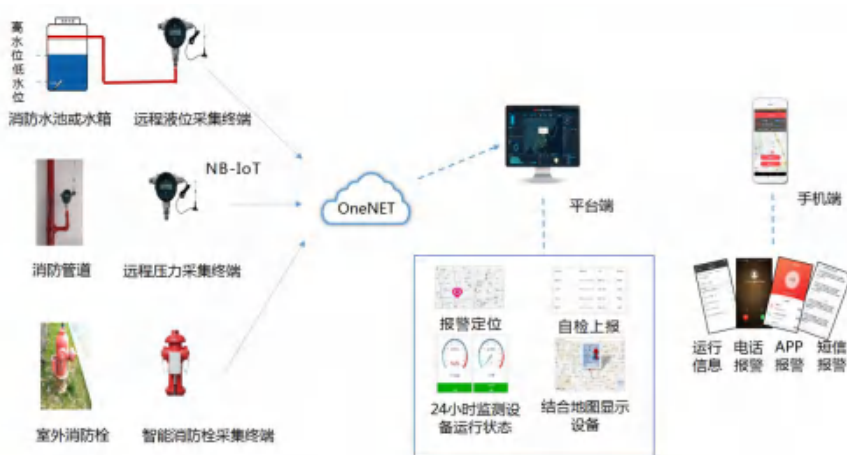 高
水
位
低
水
位
消防水池或水箱
远程液位采集终端
NB-IoT
消防管道
远程压力采集终端
室外消防栓
智能消防栓采集终端
OneNET
平台端
报警定位
自检上报
24小时监测设
备运行状态
结合地图显示
设备
手机端
运行
信息
电话
报警
APP
报警
短信
报警